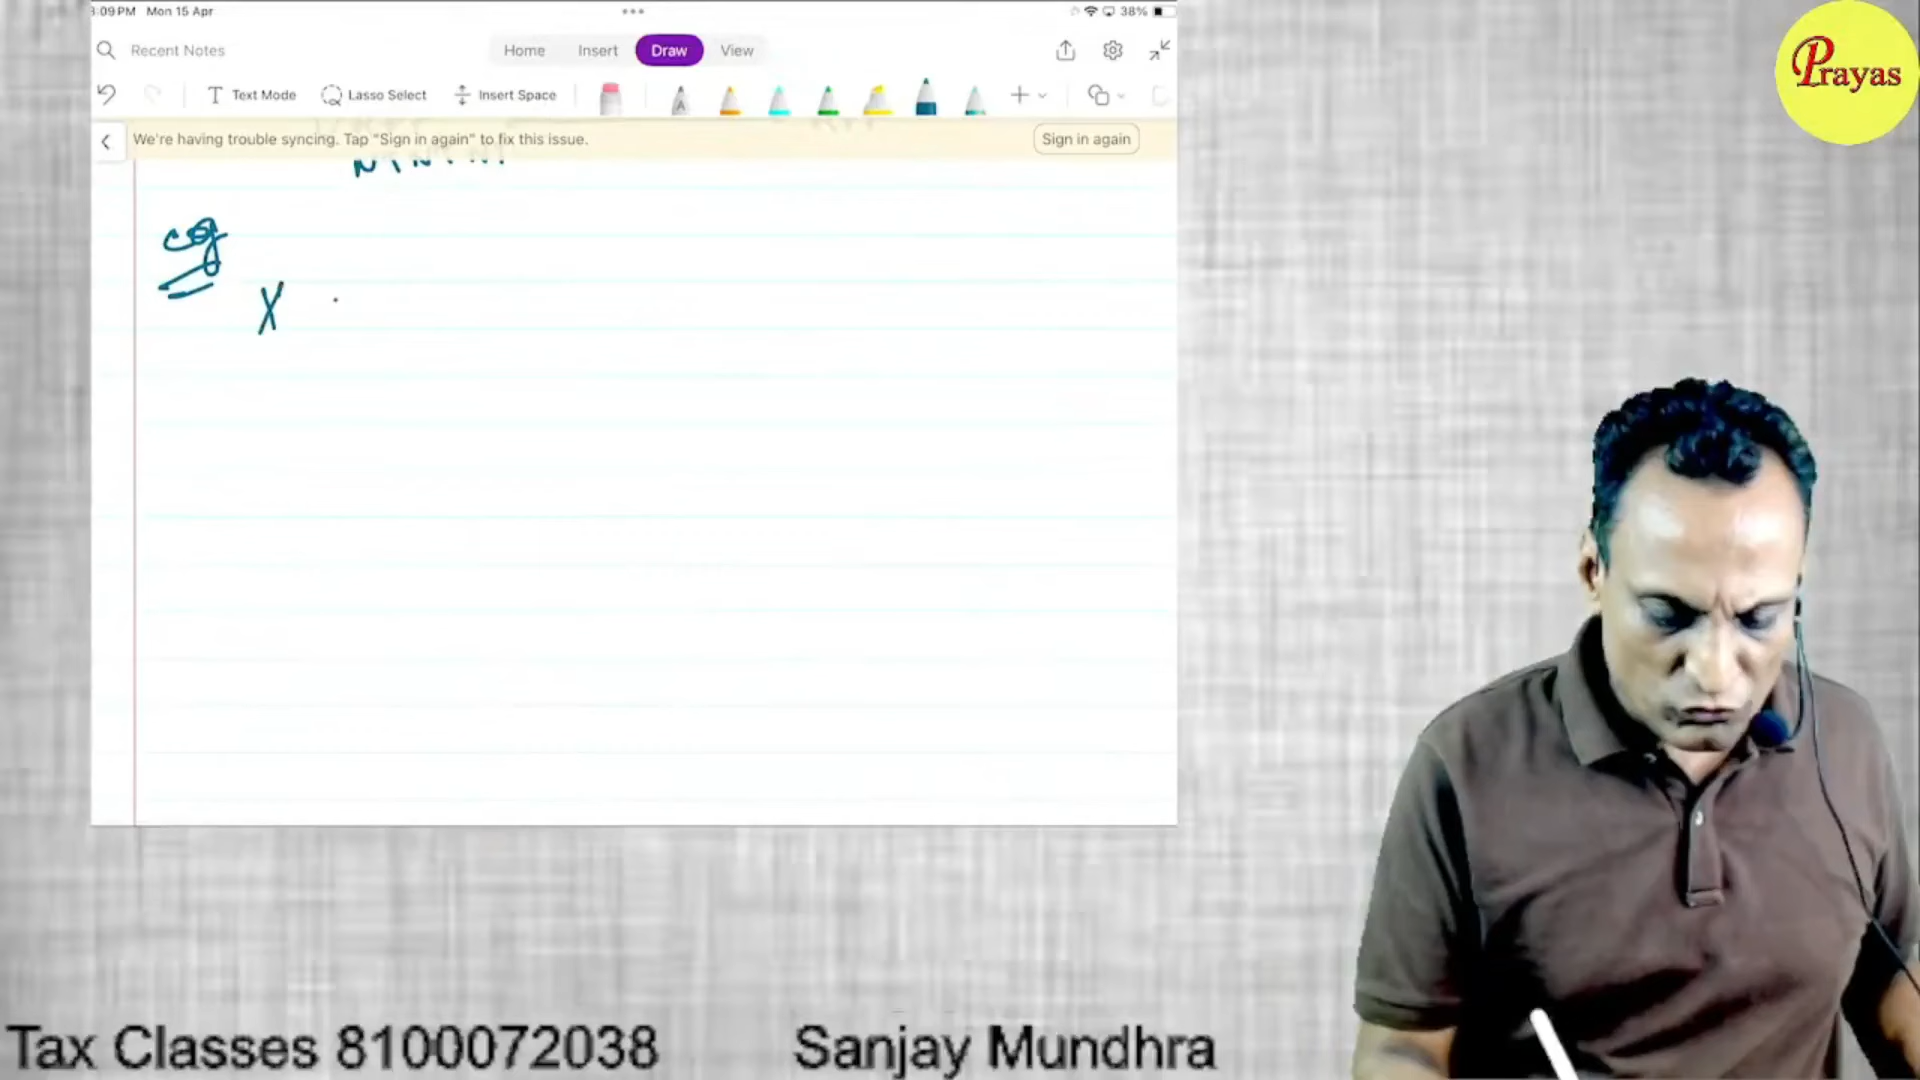 3:09 PM Mon 15 Apr
38%
Recent Notes
Home Insert Draw View
Text Mode Lasso Select Insert Space
We're having trouble syncing. Tap "Sign in again" to fix this issue.
Sign in again
eg
X
Prayas
Tax Classes 8100072038 Sanjay Mundhra